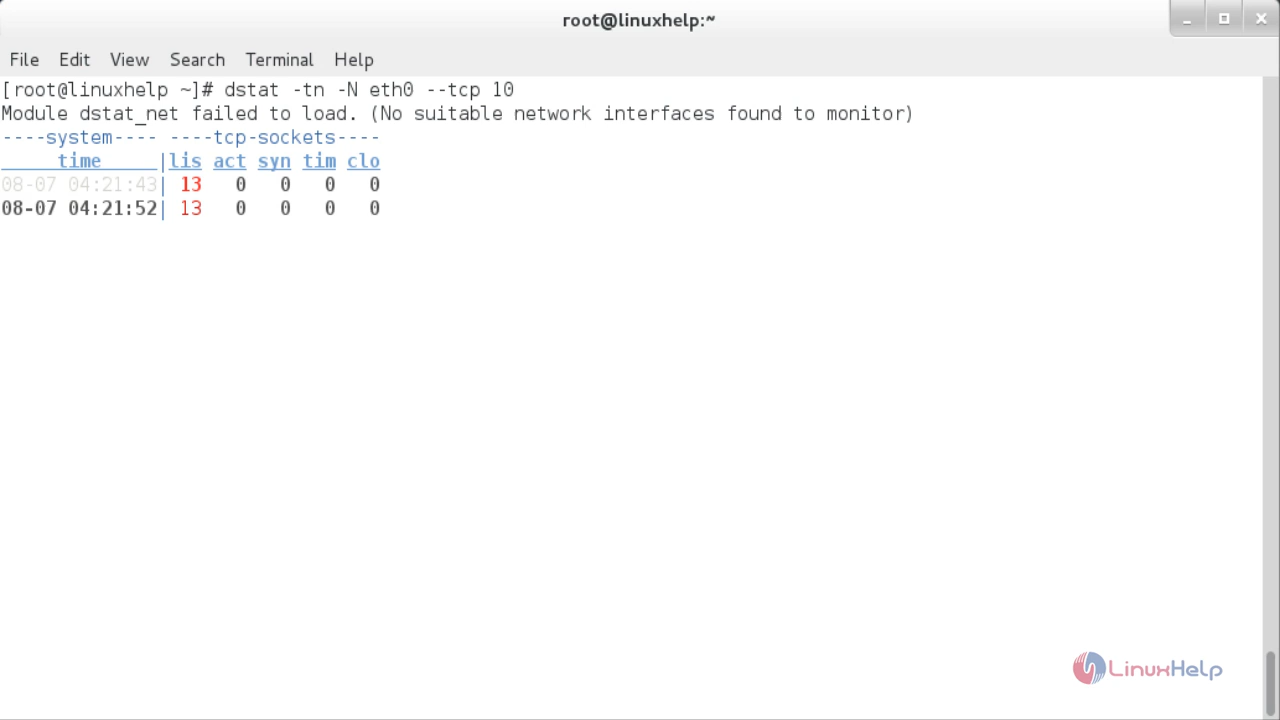 root@linuxhelp:~
File Edit View Search Terminal Help
[root@linuxhelp ~]# dstat -tn -N eth0 --tcp 10
Module dstat_net failed to load. (No suitable network interfaces found to monitor)
----system---- ----tcp-sockets----
     time     |lis act syn tim clo
08-07 04:21:43| 13   0   0   0   0
08-07 04:21:52| 13   0   0   0   0
LinuxHelp